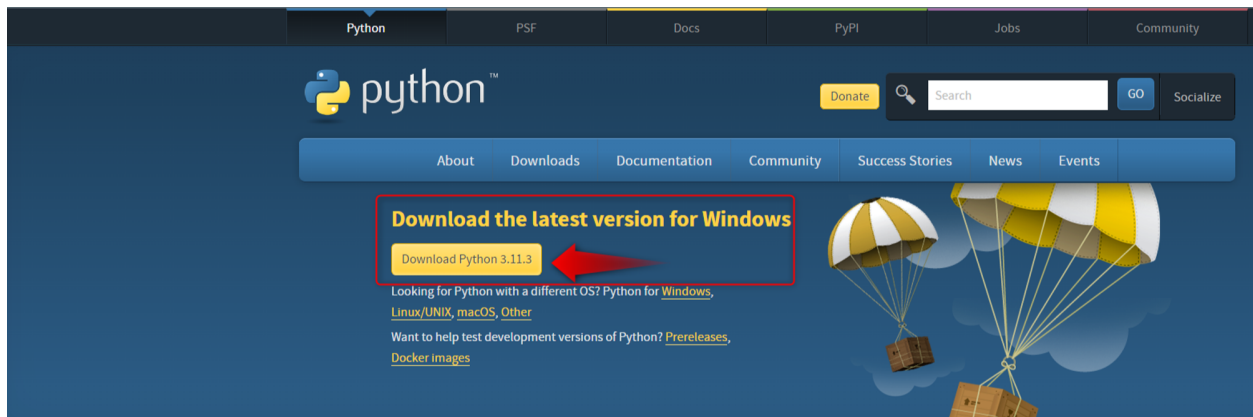 Python PSF Docs PyPI Jobs Community
python™
Donate Search GO Socialize
About Downloads Documentation Community Success Stories News Events
Download the latest version for Windows
Download Python 3.11.3
Looking for Python with a different OS? Python for Windows,
Linux/UNIX, macOS, Other
Want to help test development versions of Python? Prereleases,
Docker images